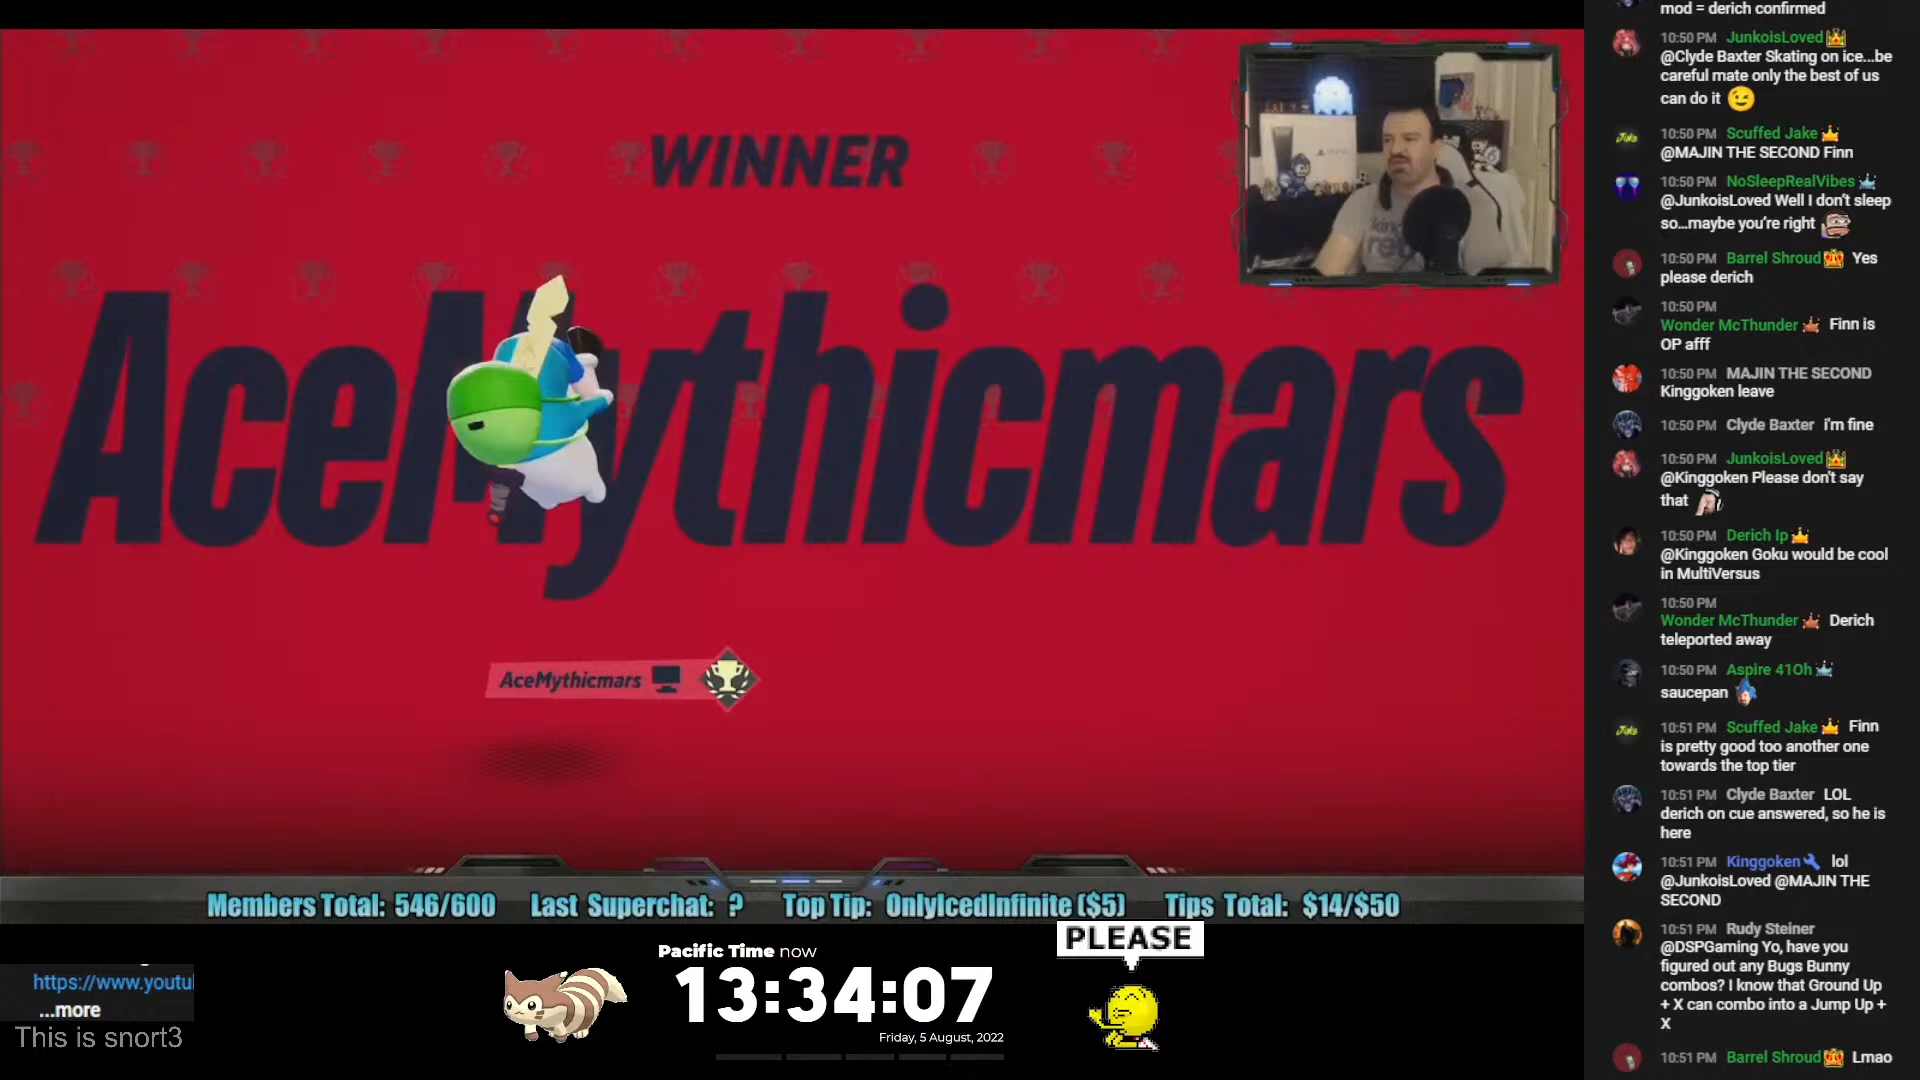 WINNER
AceMythicmars
AceMythicmars
Members Total: 546/600 Last Superchat: ? Top Tip: OnlyIcedInfinite ($5) Tips Total: $14/$50
PLEASE
Pacific Time now
13:34:07
Friday, 5 August, 2022
https://www.youtu
...more
This is snort3
mod = derich confirmed
10:50 PM JunkoisLoved
@Clyde Baxter Skating on ice...be
careful mate only the best of us
can do it
10:50 PM Scuffed Jake
@MAJIN THE SECOND Finn
10:50 PM NoSleepRealVibes
@JunkoisLoved Well I don't sleep
so...maybe you're right
10:50 PM Barrel Shroud Yes
please derich
10:50 PM
Wonder McThunder Finn is
OP afff
10:50 PM MAJIN THE SECOND
Kinggoken leave
10:50 PM Clyde Baxter i'm fine
10:50 PM JunkoisLoved
@Kinggoken Please don't say
that
10:50 PM Derich Ip
@Kinggoken Goku would be cool
in MultiVersus
10:50 PM
Wonder McThunder Derich
teleported away
10:50 PM Aspire 41Oh
saucepan
10:51 PM Scuffed Jake Finn
is pretty good too another one
towards the top tier
10:51 PM Clyde Baxter LOL
derich on cue answered, so he is
here
10:51 PM Kinggoken lol
@JunkoisLoved @MAJIN THE
SECOND
10:51 PM Rudy Steiner
@DSPGaming Yo, have you
figured out any Bugs Bunny
combos? I know that Ground Up
+ X can combo into a Jump Up +
X
10:51 PM Barrel Shroud Lmao